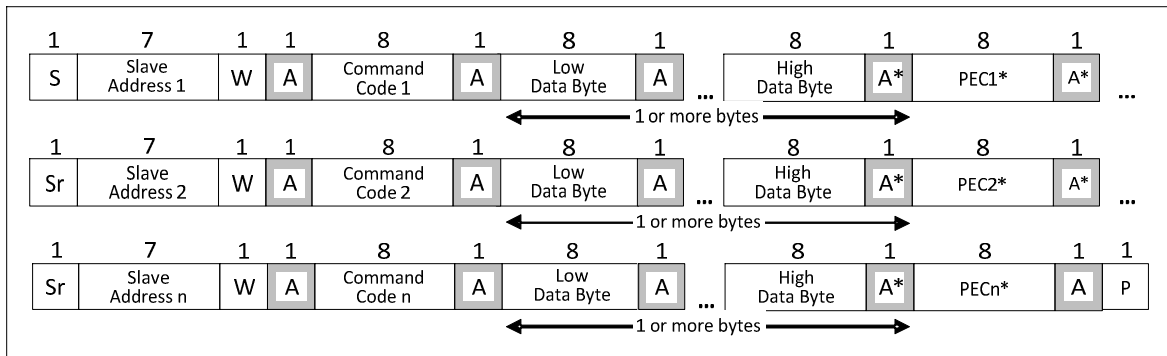 1 7 1 1 8 1 8 1 8 1 8 1
S Slave Address 1 W A Command Code 1 A Low Data Byte A ... High Data Byte A* PEC1* A* ...
1 or more bytes
1 7 1 1 8 1 8 1 8 1 8 1
Sr Slave Address 2 W A Command Code 2 A Low Data Byte A ... High Data Byte A* PEC2* A* ...
1 or more bytes
1 7 1 1 8 1 8 1 8 1 8 1 1
Sr Slave Address n W A Command Code n A Low Data Byte A ... High Data Byte A* PECn* A P
1 or more bytes